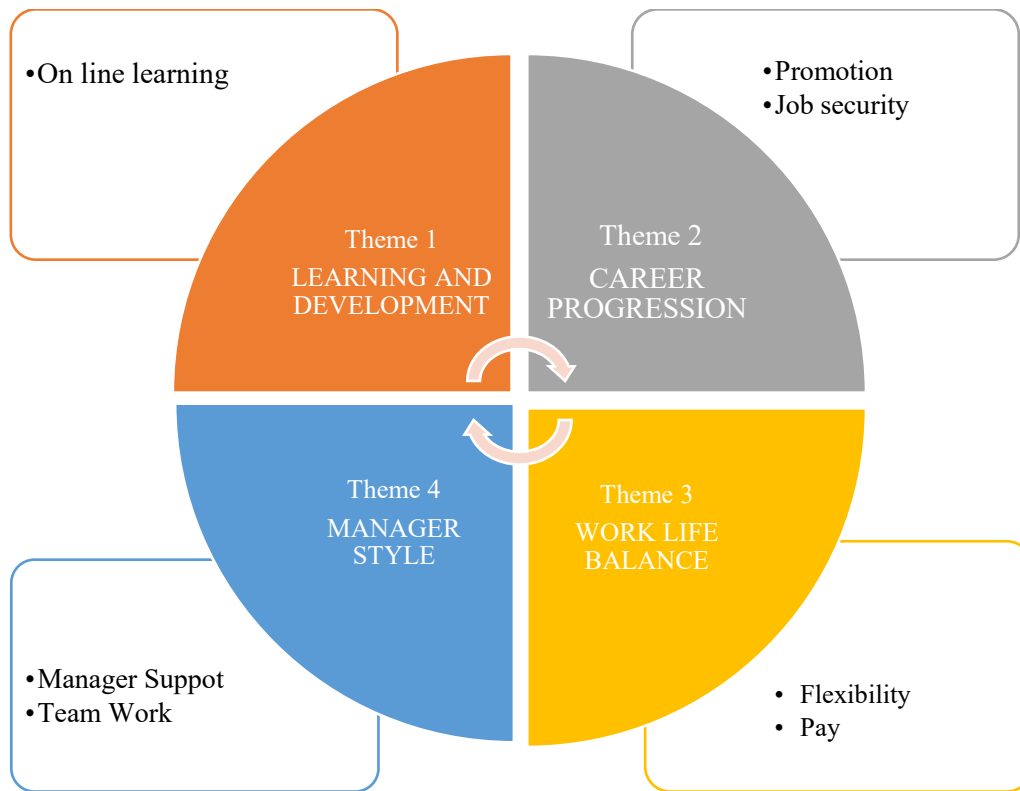 •On line learning
•Promotion
•Job security
Theme 1
LEARNING AND
DEVELOPMENT
Theme 2
CAREER
PROGRESSION
Theme 4
MANAGER
STYLE
Theme 3
WORK LIFE
BALANCE
•Manager Suppot
•Team Work
• Flexibility
• Pay